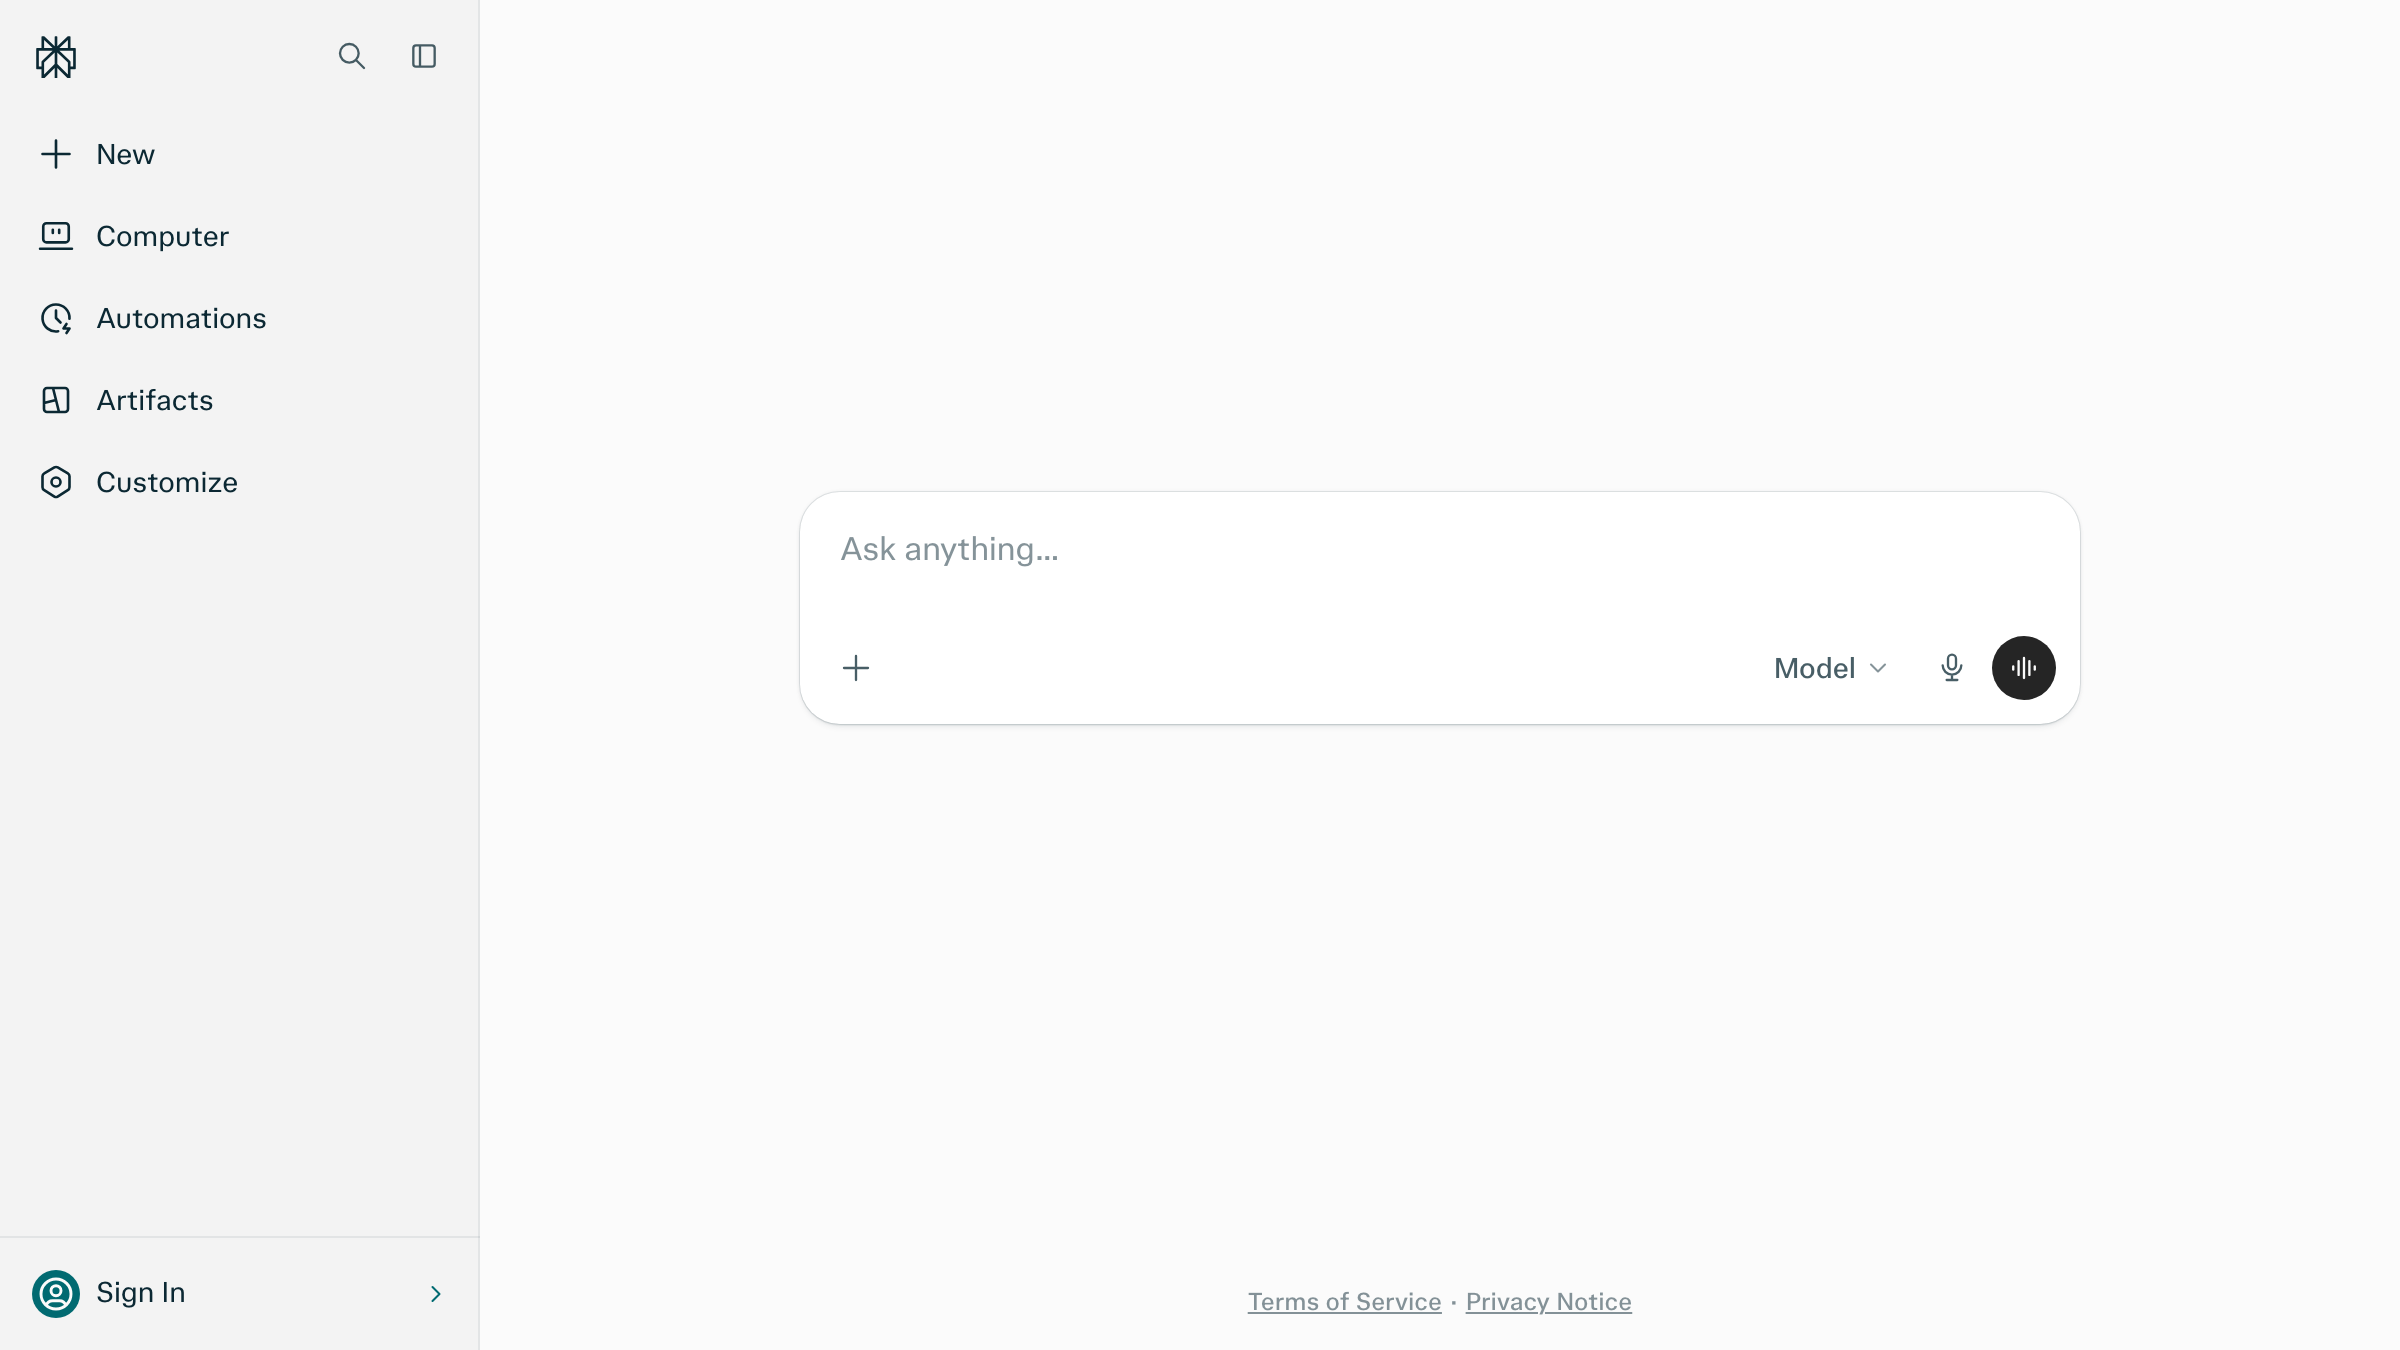 New
Computer
Automations
Artifacts
Customize
Ask anything...
Model
Sign In
Terms of Service · Privacy Notice